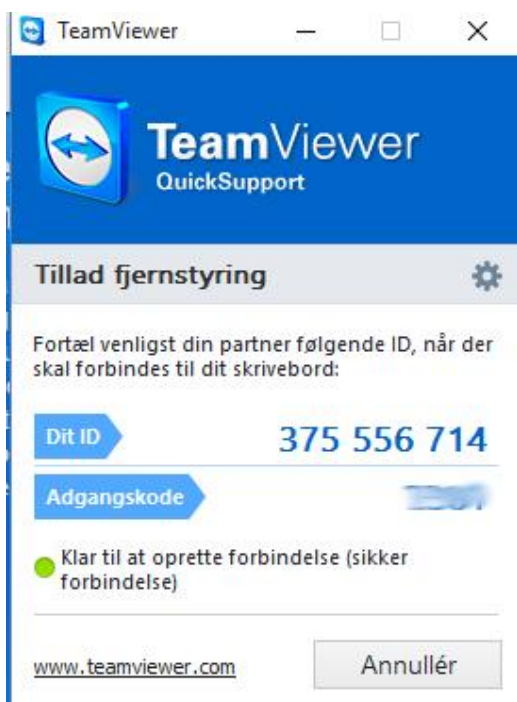 TeamViewer
TeamViewer
QuickSupport
Tillad fjernstyring
Fortæl venligst din partner følgende ID, når der
skal forbindes til dit skrivebord:
Dit ID 375 556 714
Adgangskode
Klar til at oprette forbindelse (sikker
forbindelse)
www.teamviewer.com Annullér